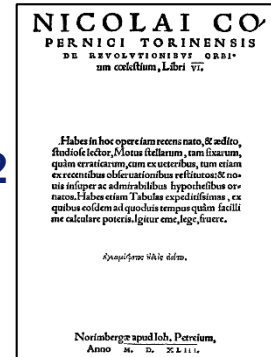 NICOLAI CO
PERNICI TORINENSIS
DE REVOLVTIONIBVS ORBI-
um cœlestium, Libri VI.
Habes in hoc opere iam recens nato, & ædito,
studiose lector, Motus stellarum, tam fixarum,
quàm erraticarum, cum ex ueteribus, tum etiam
ex recentibus obseruationibus restitutos: & no-
uis insuper ac admirabilibus hypothesibus or-
natos. Habes etiam Tabulas expeditissimas, ex
quibus eosdem ad quoduis tempus quàm facilli
me calculare poteris. Igitur eme, lege, fruere.
Norimbergæ apud Ioh. Petreium,
Anno M. D. XLIII.
2